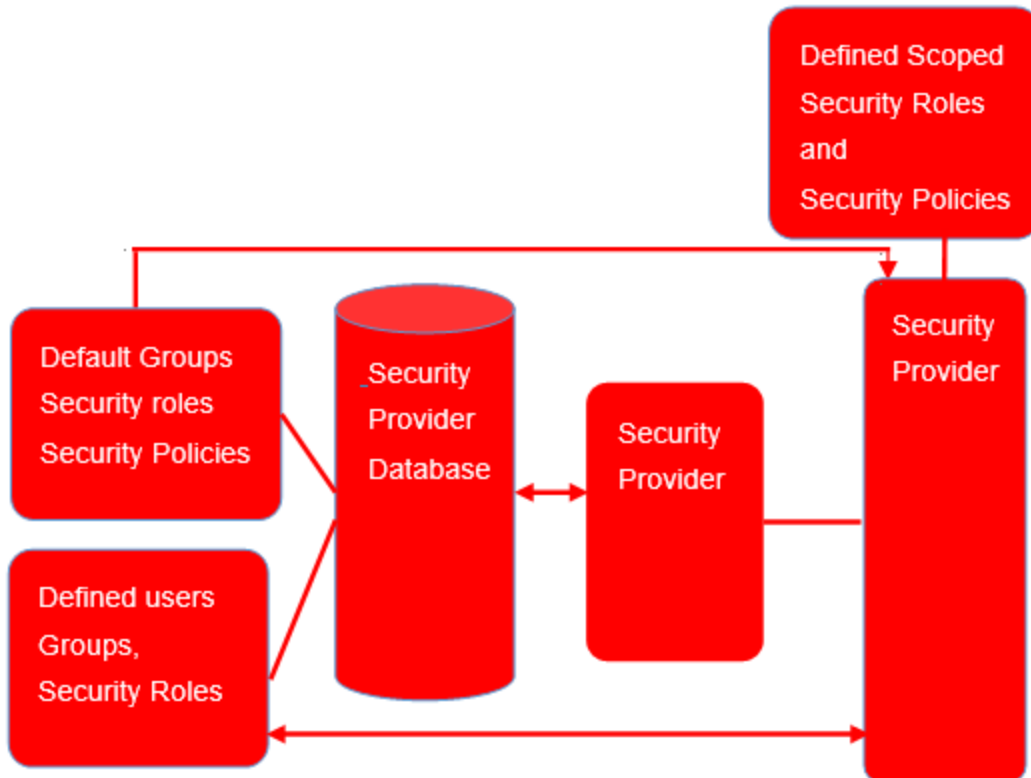 Defined Scoped
Security Roles
and
Security Policies
Default Groups
Security roles
Security Policies
Security
Provider
Database
Security
Provider
Security
Provider
Defined users
Groups,
Security Roles